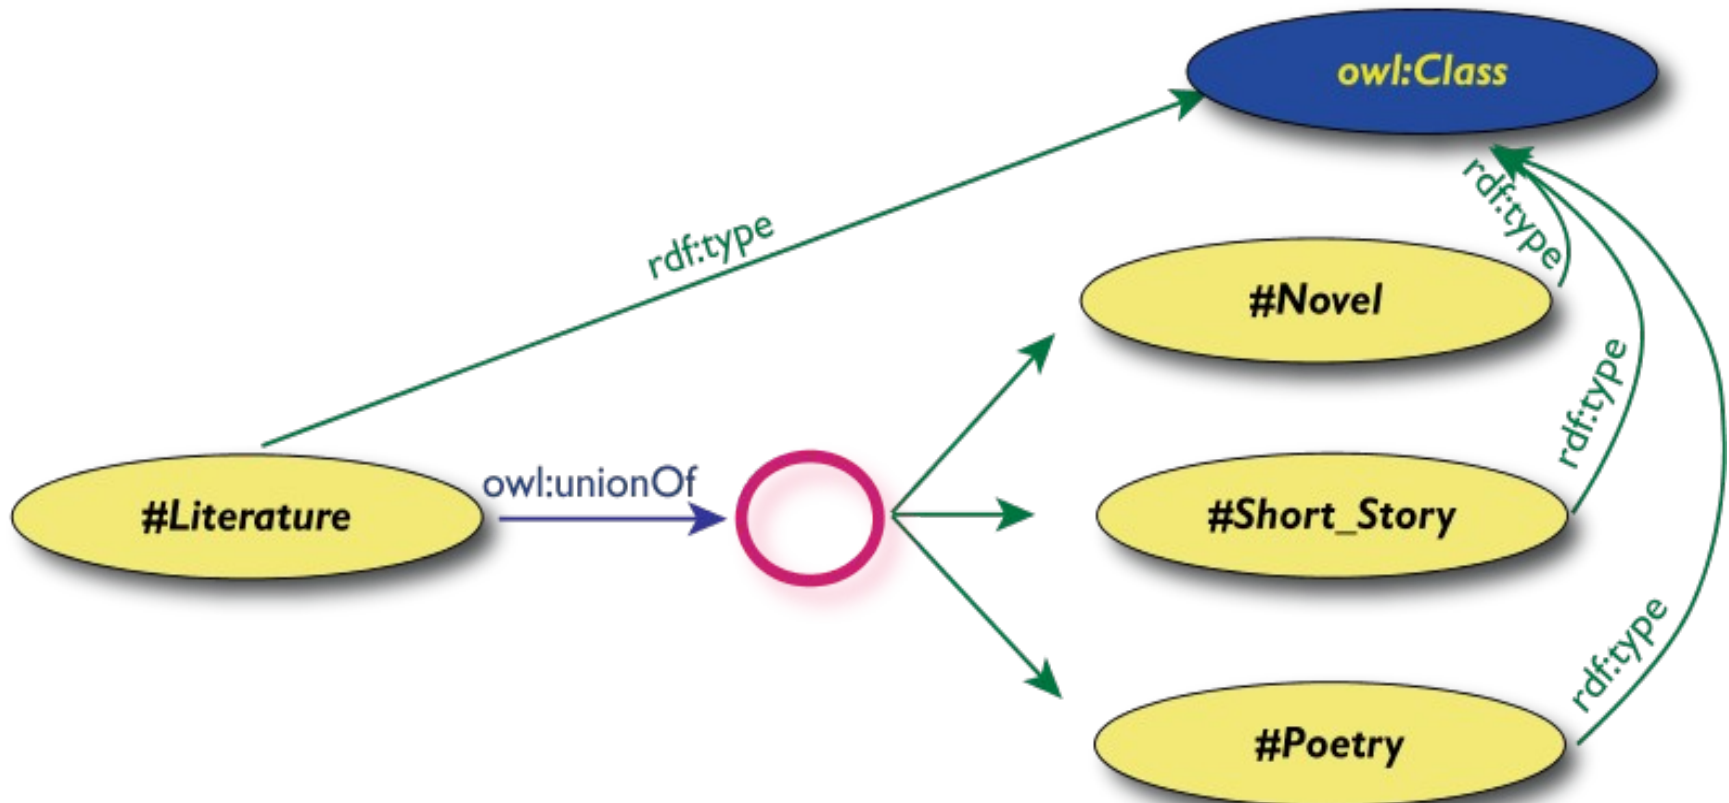 owl:Class
rdf:type
rdf:type
#Novel
rdf:type
#Literature
owl:unionOf
#Short_Story
rdf:type
#Poetry